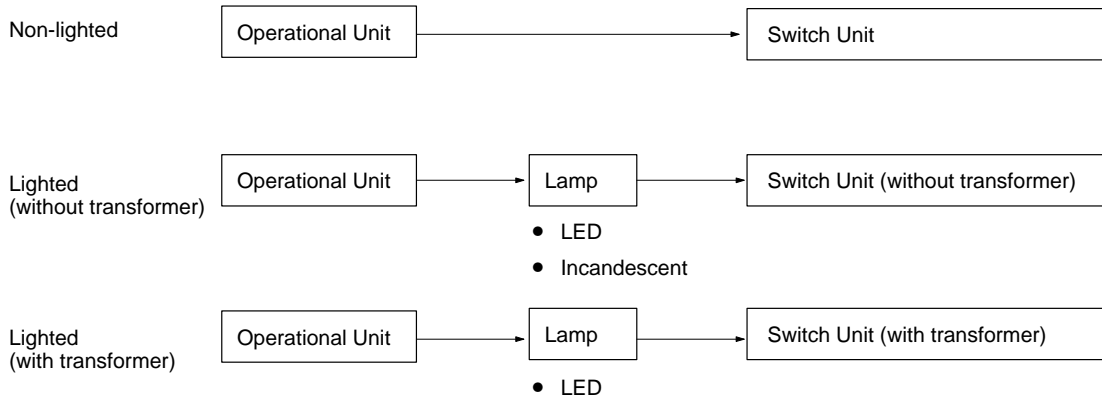 Non-lighted
Operational Unit
Switch Unit
Lighted
(without transformer)
Operational Unit
Lamp
Switch Unit (without transformer)
● LED
● Incandescent
Lighted
(with transformer)
Operational Unit
Lamp
Switch Unit (with transformer)
● LED